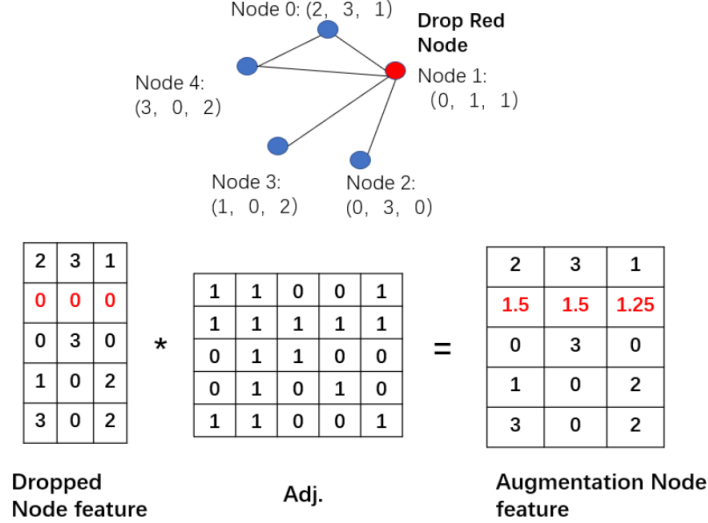 Node 0: (2, 3, 1)
Drop Red
Node
Node 4:
(3, 0, 2)
Node 1:
(0, 1, 1)
Node 3:
(1, 0, 2)
Node 2:
(0, 3, 0)
2 3 1
0 0 0
0 3 0
1 0 2
3 0 2
*
1 1 0 0 1
1 1 1 1 1
0 1 1 0 0
0 1 0 1 0
1 1 0 0 1
=
2 3 1
1.5 1.5 1.25
0 3 0
1 0 2
3 0 2
Dropped
Node feature
Adj.
Augmentation Node
feature